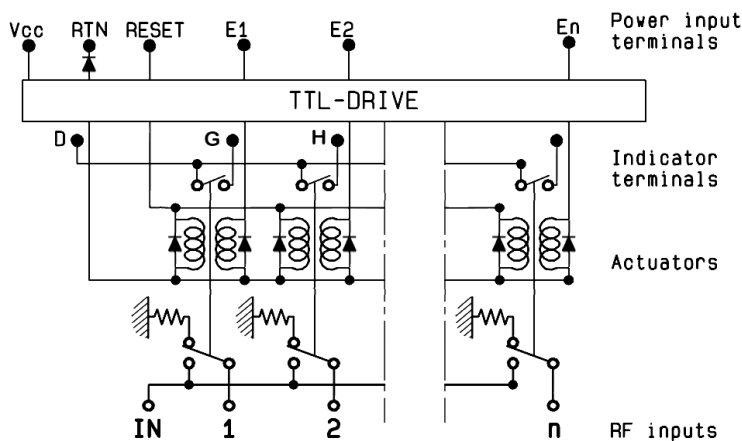 Vcc RTN RESET E1 E2 En Power input
terminals
TTL-DRIVE
D G H Indicator
terminals
Actuators
IN 1 2 n RF inputs